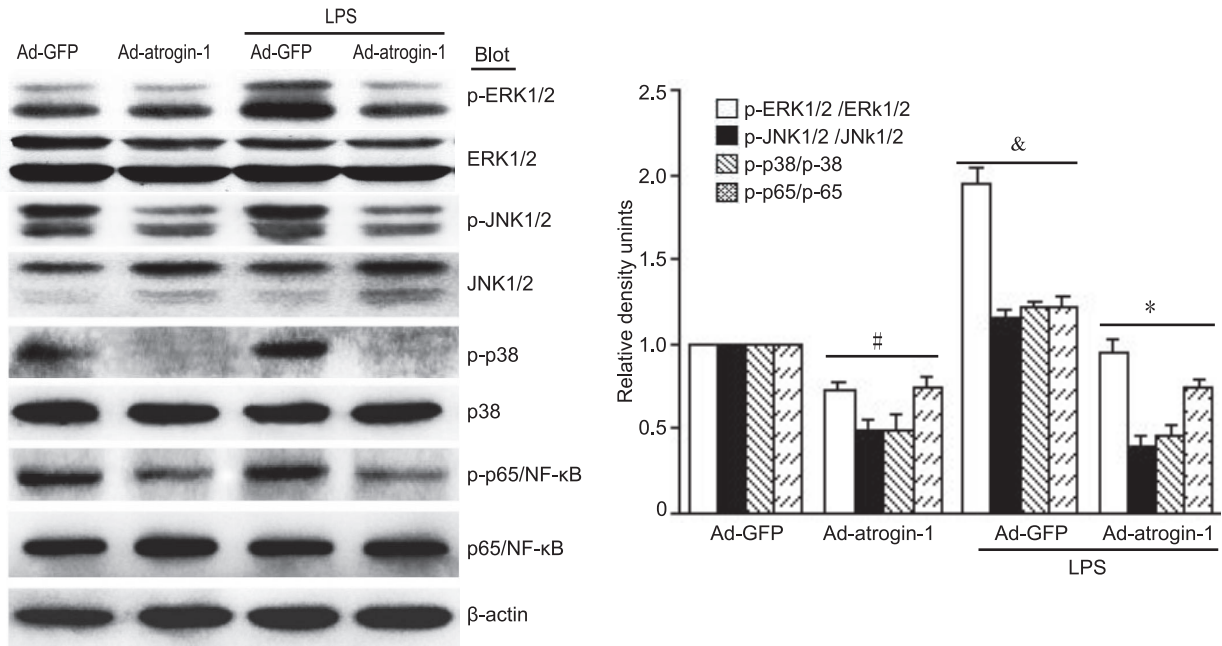 LPS
Ad-GFP Ad-atrogin-1 Ad-GFP Ad-atrogin-1 Blot
p-ERK1/2
ERK1/2
p-JNK1/2
JNK1/2
p-p38
p38
p-p65/NF-κB
p65/NF-κB
β-actin
Relative density unints
2.5
2.0
1.5
1.0
0.5
0
p-ERK1/2 /ERk1/2
p-JNK1/2 /JNk1/2
p-p38/p-38
p-p65/p-65
#
&
*
Ad-GFP Ad-atrogin-1 Ad-GFP Ad-atrogin-1
LPS